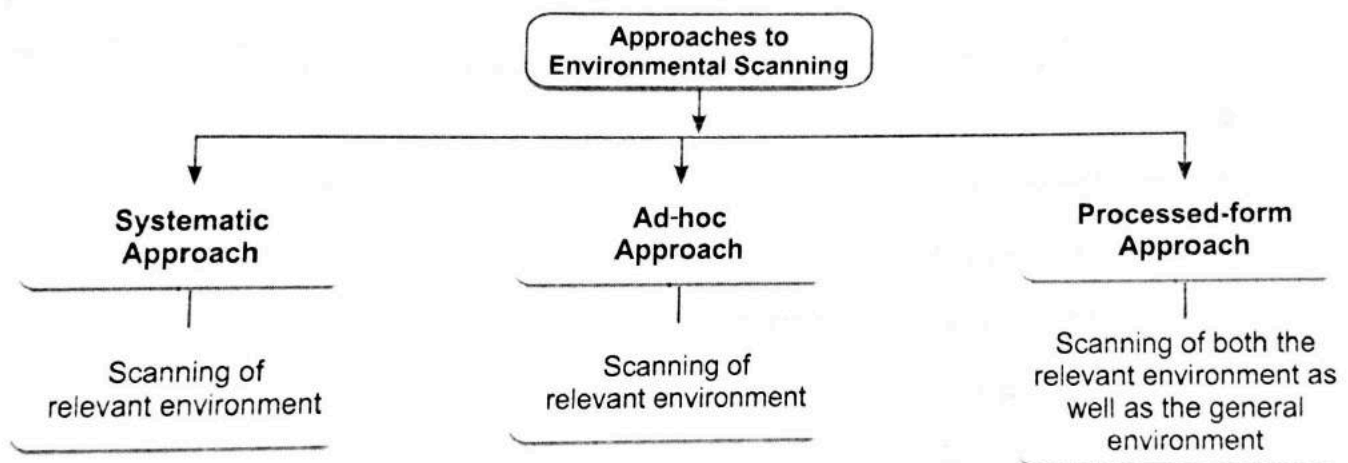 Approaches to
Environmental Scanning
Systematic
Approach
Ad-hoc
Approach
Processed-form
Approach
Scanning of
relevant environment
Scanning of
relevant environment
Scanning of both the
relevant environment as
well as the general
environment